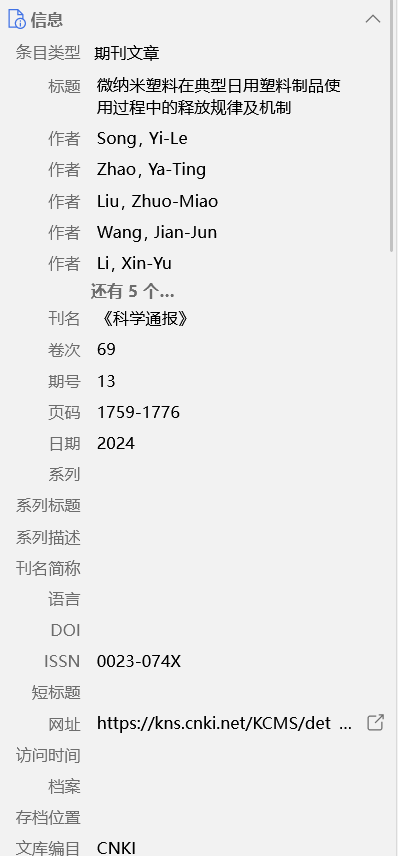 信息
条目类型 期刊文章
标题 微纳米塑料在典型日用塑料制品使
用过程中的释放规律及机制
作者 Song, Yi-Le
作者 Zhao, Ya-Ting
作者 Liu, Zhuo-Miao
作者 Wang, Jian-Jun
作者 Li, Xin-Yu
还有 5 个...
刊名 《科学通报》
卷次 69
期号 13
页码 1759-1776
日期 2024
系列
系列标题
系列描述
刊名简称
语言
DOI
ISSN 0023-074X
短标题
网址 https://kns.cnki.net/KCMS/det ...
访问时间
档案
存档位置
文库编目 CNKI